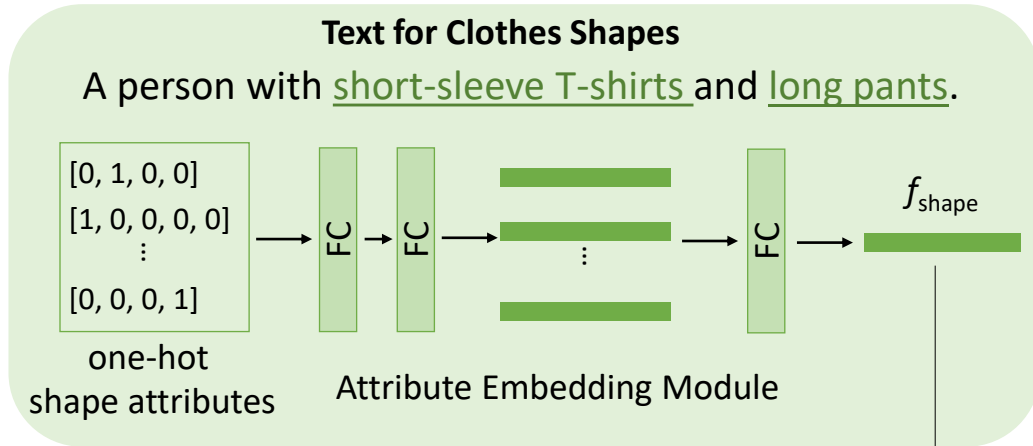 Text for Clothes Shapes
A person with short-sleeve T-shirts and long pants.
[0, 1, 0, 0]
[1, 0, 0, 0, 0]
⋮
[0, 0, 0, 1]
one-hot
shape attributes
FC
FC
⋮
Attribute Embedding Module
FC
fshape